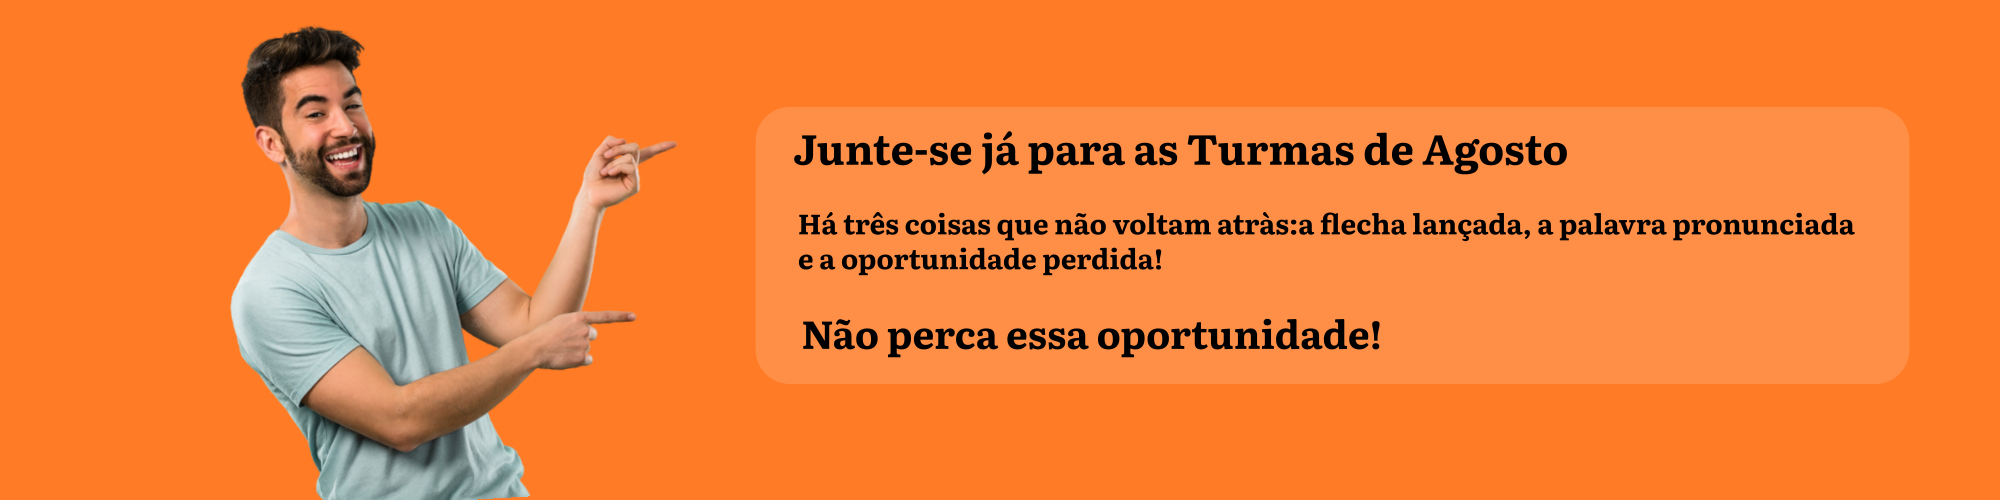 Junte-se já para as Turmas de Agosto
Há três coisas que não voltam atràs:a flecha lançada, a palavra pronunciada
e a oportunidade perdida!
Não perca essa oportunidade!